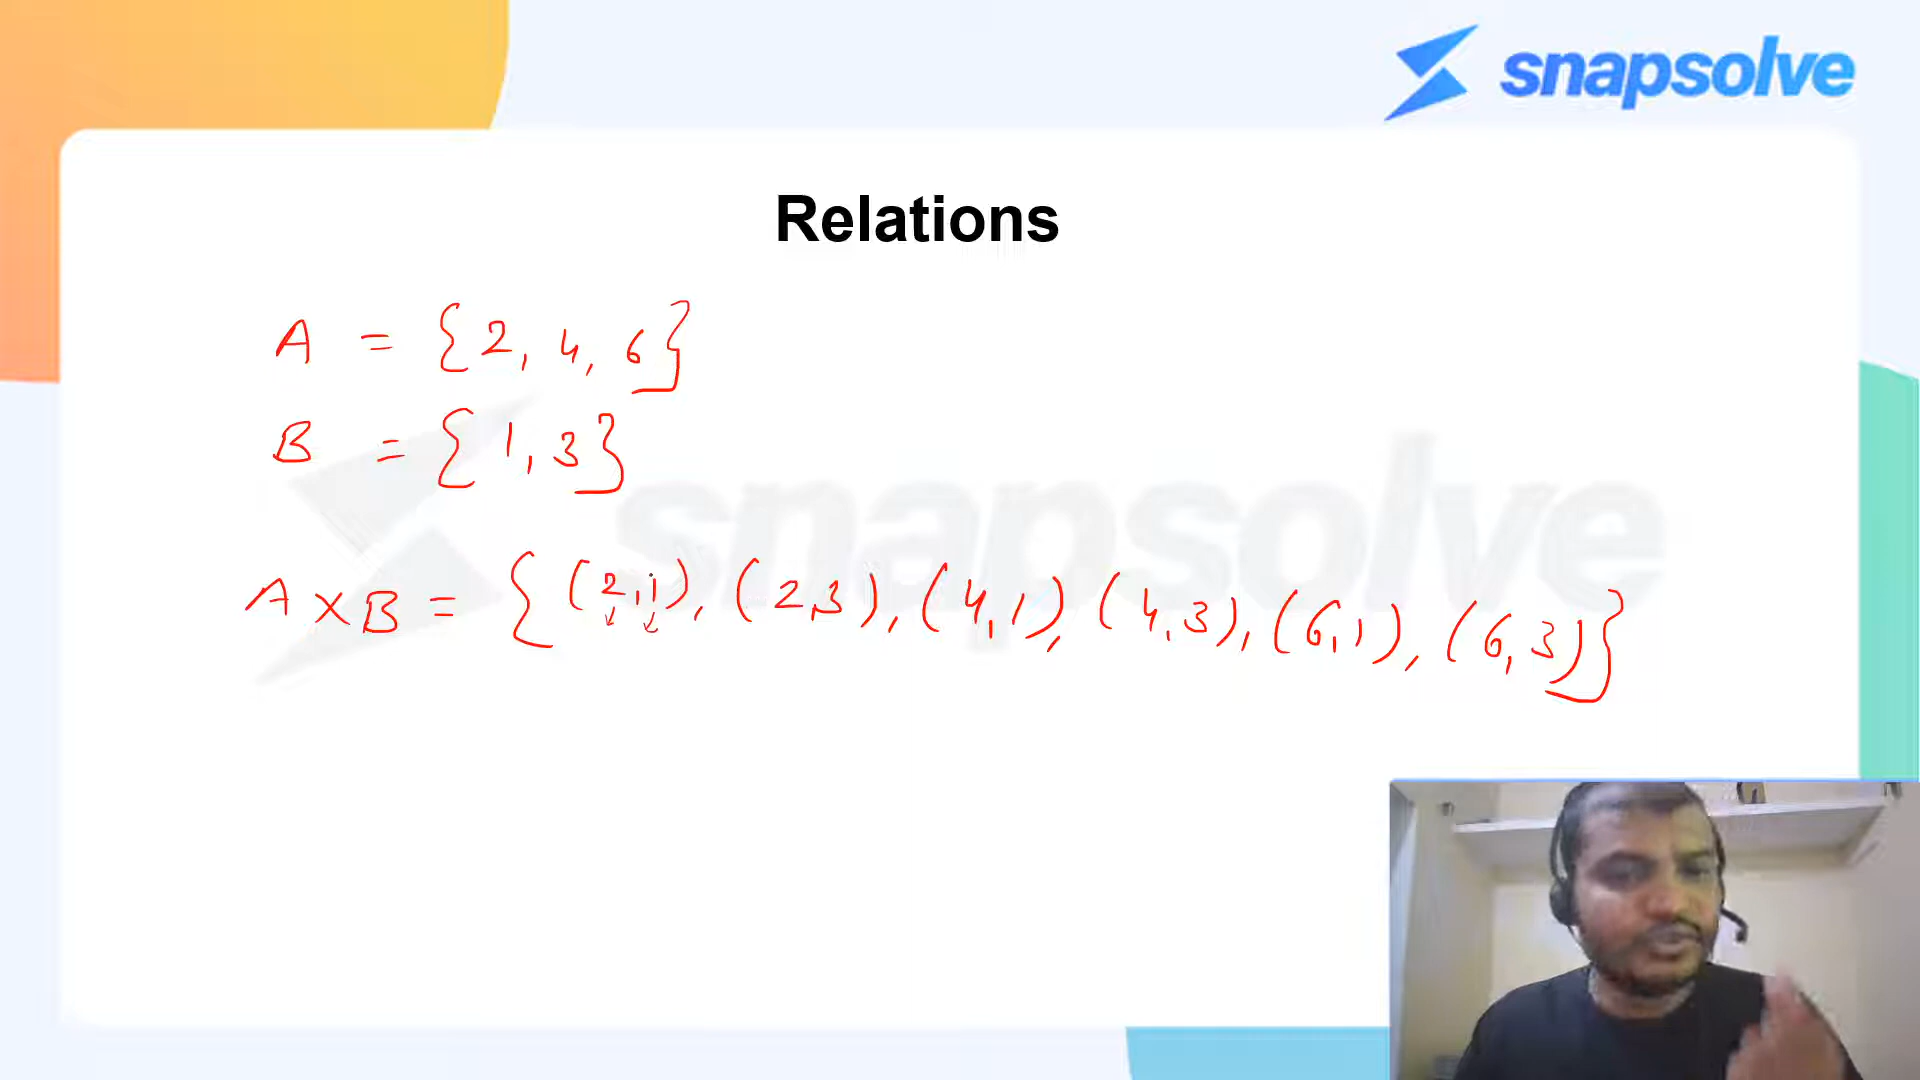 snapsolve
Relations
A = {2, 4, 6}
B = {1, 3}
snapsolve
A × B = {(2,1), (2,3), (4,1), (4,3), (6,1), (6,3)}